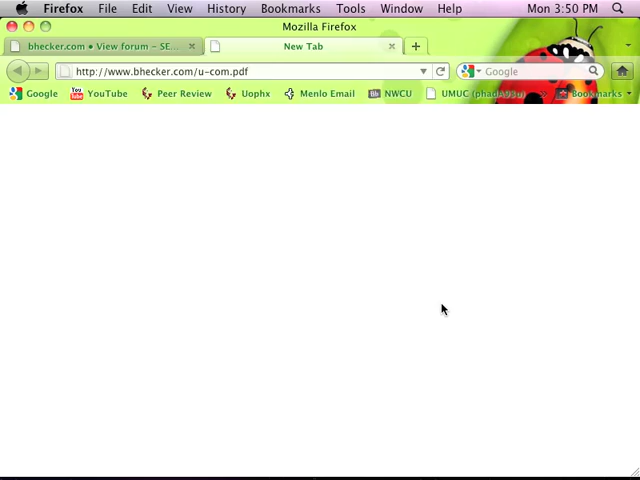 Firefox File Edit View History Bookmarks Tools Window Help Mon 3:50 PM
Mozilla Firefox
bhecker.com • View forum – SE... New Tab
http://www.bhecker.com/u-com.pdf Google
Google YouTube Peer Review Uophx Menlo Email NWCU UMUC (phadA03u) » Bookmarks